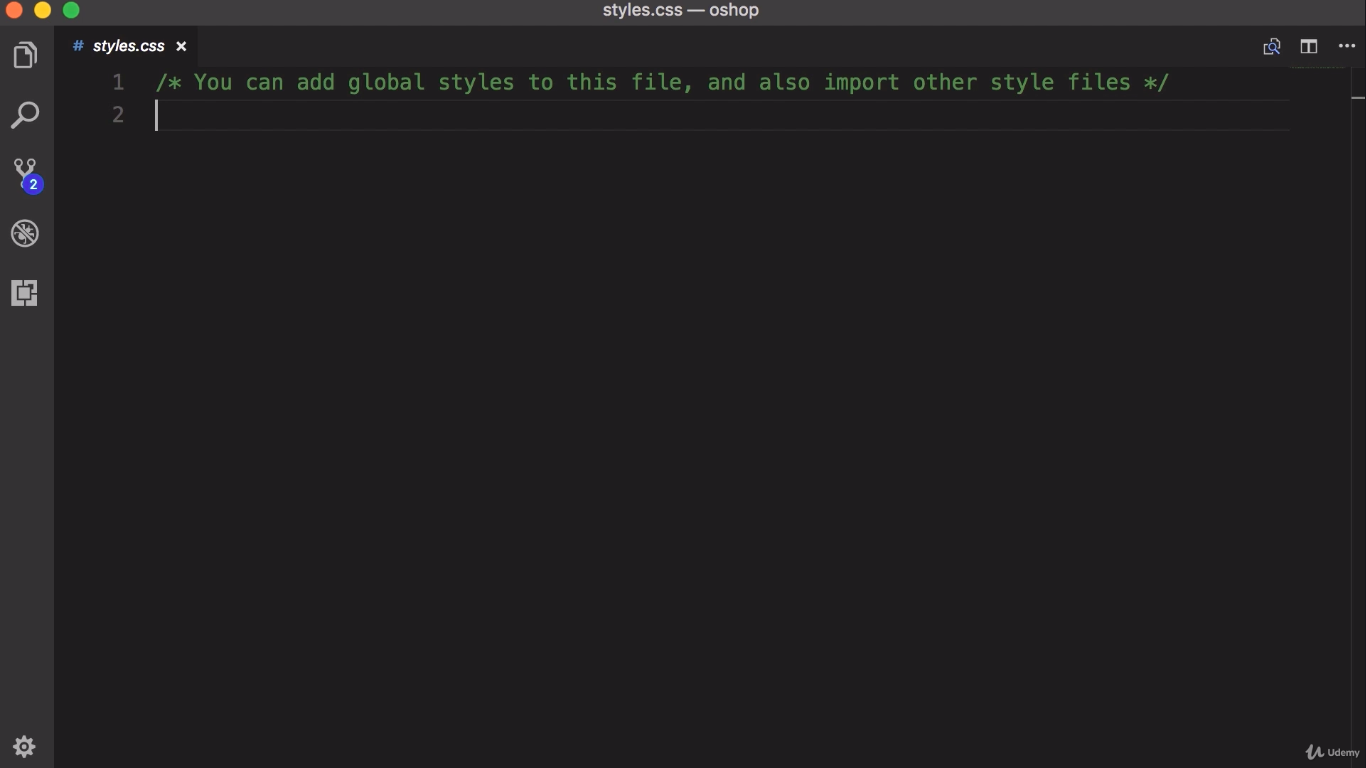 styles.css — oshop
# styles.css ×
1 /* You can add global styles to this file, and also import other style files */
2
2
Udemy